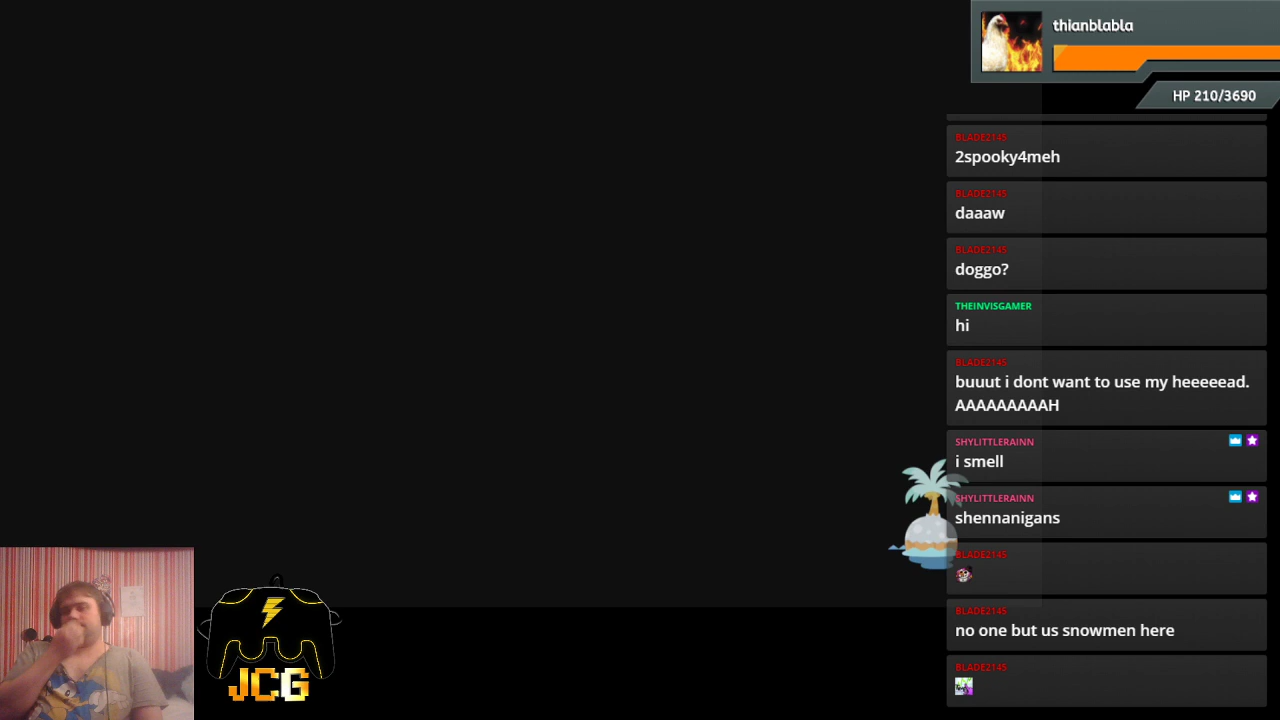 thianblabla
HP 210/3690
BLADE2145
2spooky4meh
BLADE2145
daaaw
BLADE2145
doggo?
THEINVISGAMER
hi
BLADE2145
buuut i dont want to use my heeeeead.
AAAAAAAAAH
SHYLITTLERAINN
i smell
SHYLITTLERAINN
shennanigans
BLADE2145
BLADE2145
no one but us snowmen here
BLADE2145
JCG